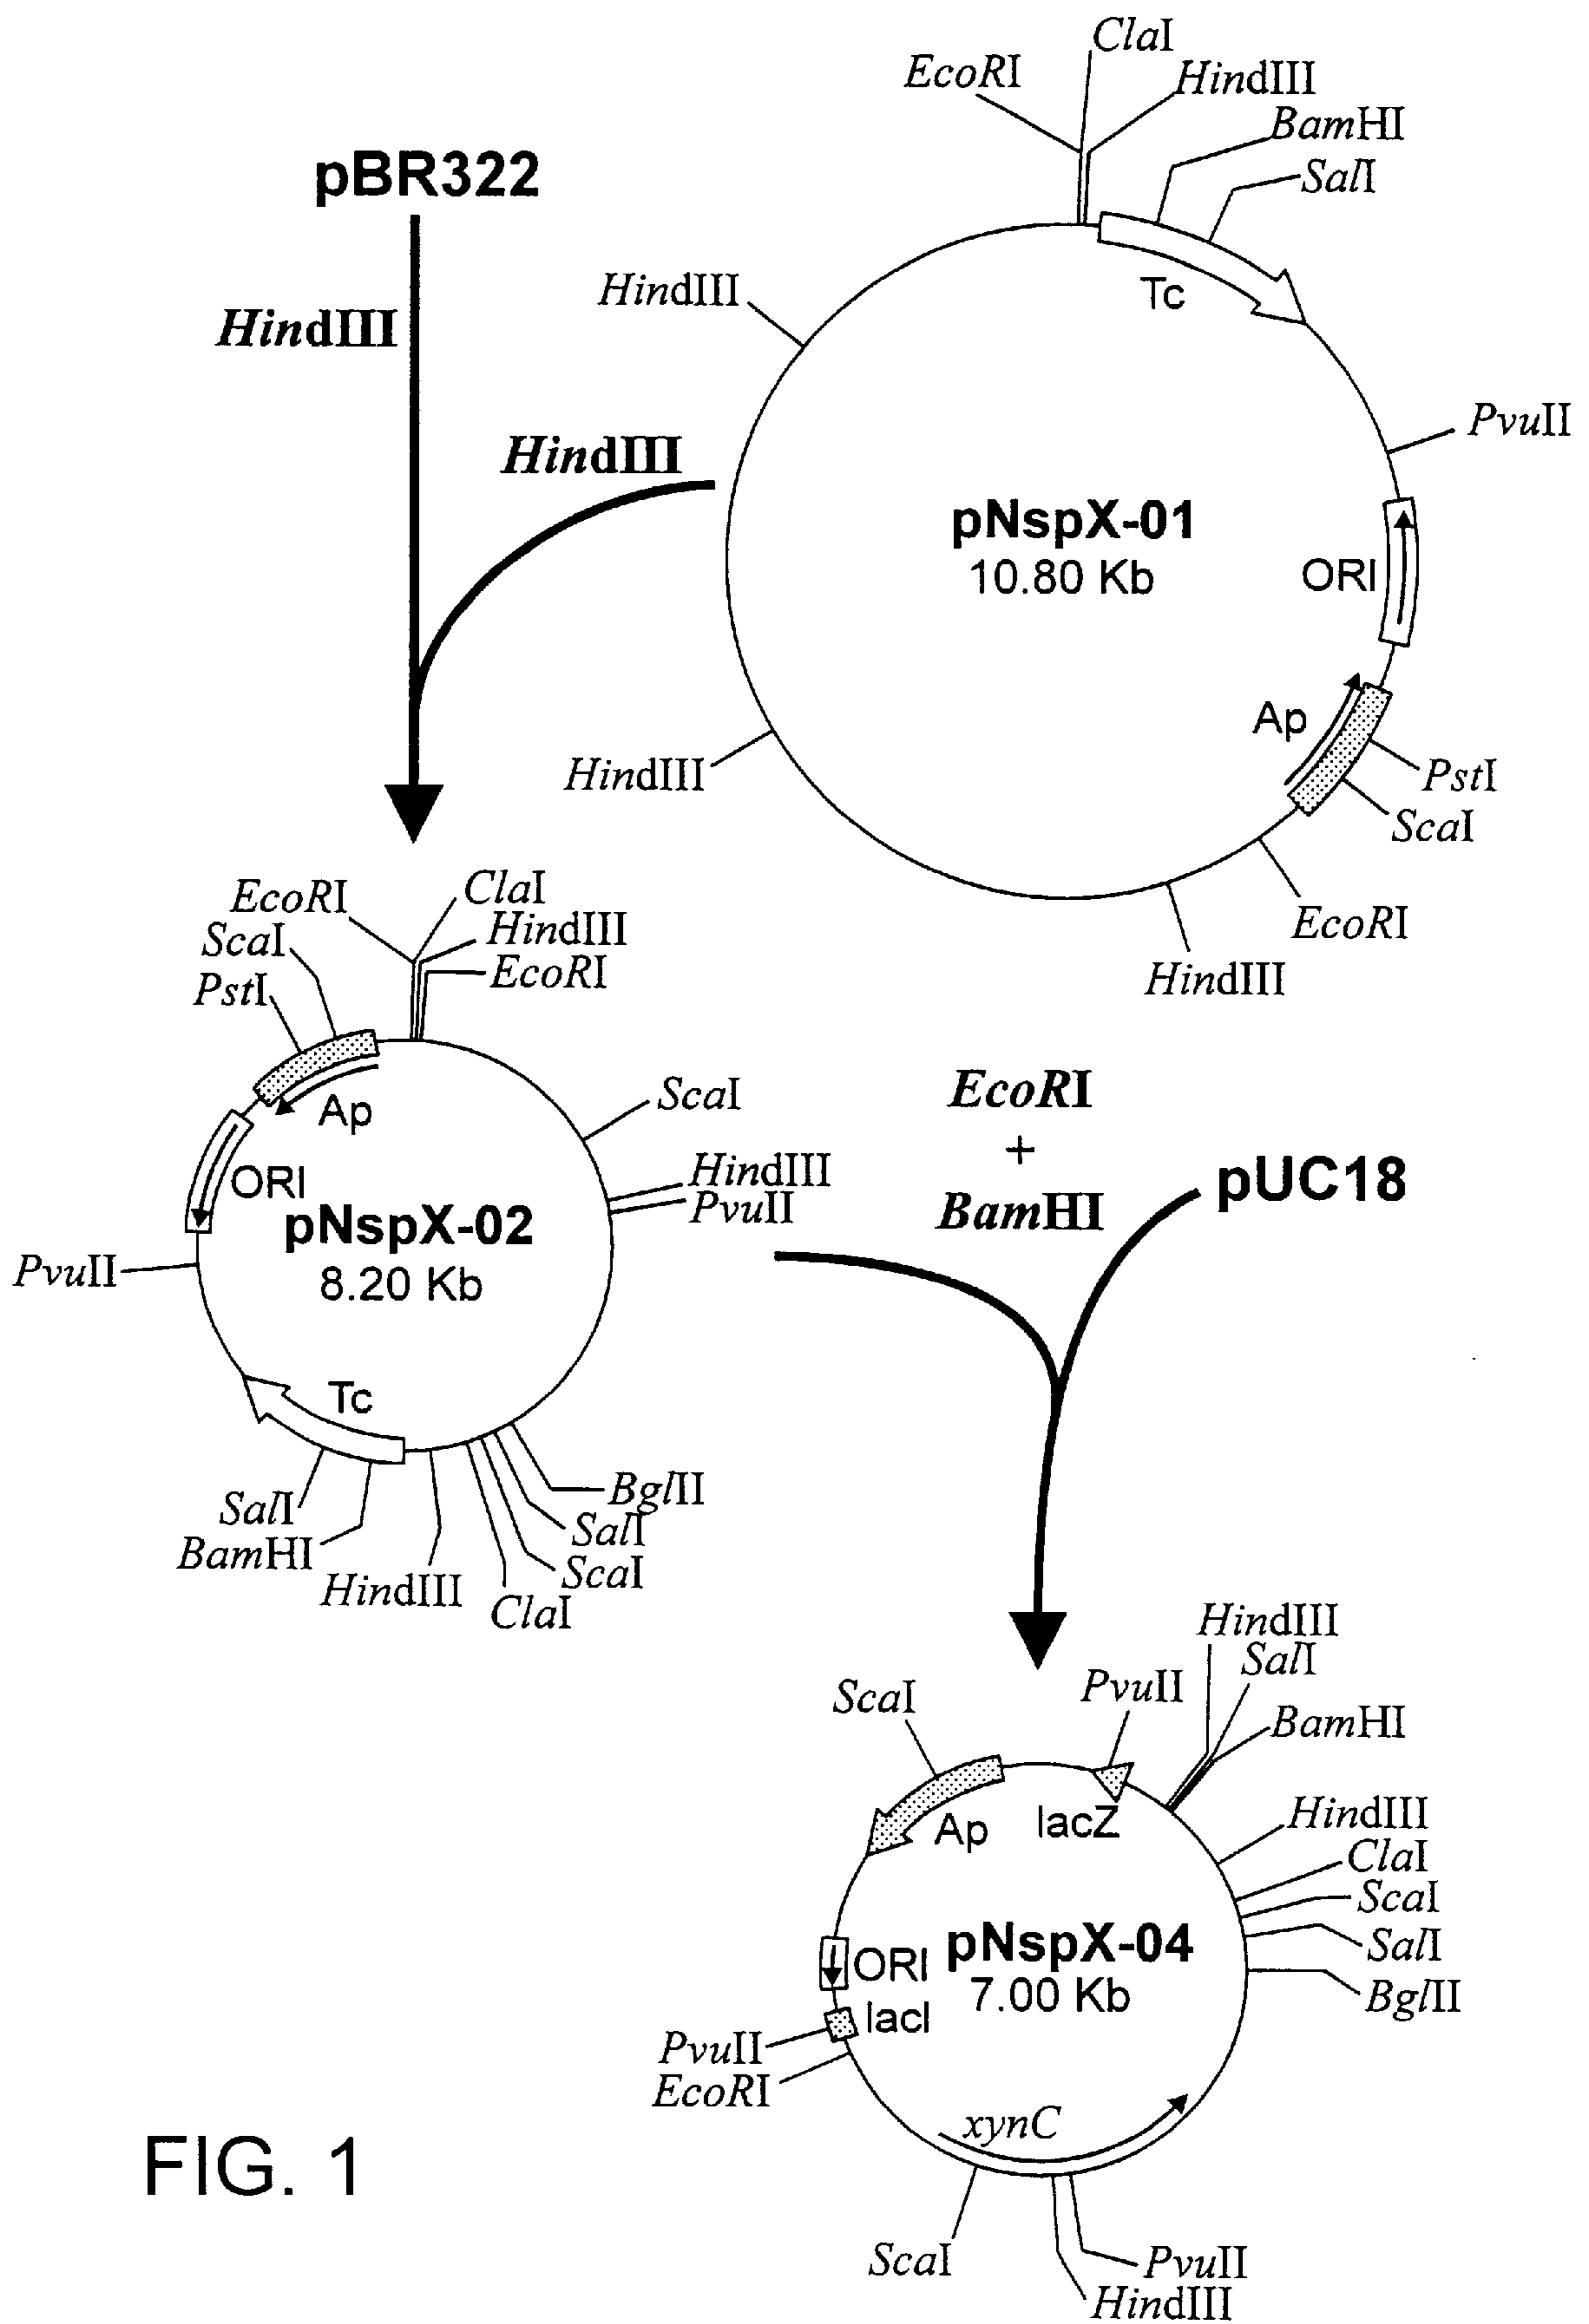 ClaI
EcoRI
HindIII
BamHI
SalI
pBR322
HindIII
Tc
HindIII
PvuII
HindIII
pNspX-01
10.80 Kb
ORI
Ap
HindIII
PstI
ScaI
EcoRI
HindIII
EcoRI
ClaI
ScaI
HindIII
PstI
EcoRI
ScaI
Ap
EcoRI
+
BamHI
pUC18
HindIII
PvuII
ORI
pNspX-02
8.20 Kb
PvuII
Tc
BglII
SalI
SalI
BamHI
ScaI
HindIII
ClaI
HindIII
SalI
PvuII
ScaI
BamHI
HindIII
Ap
lacZ
ClaI
ScaI
pNspX-04
7.00 Kb
SalI
ORI
BglII
lacI
PvuII
EcoRI
xynC
FIG. 1
ScaI
PvuII
HindIII